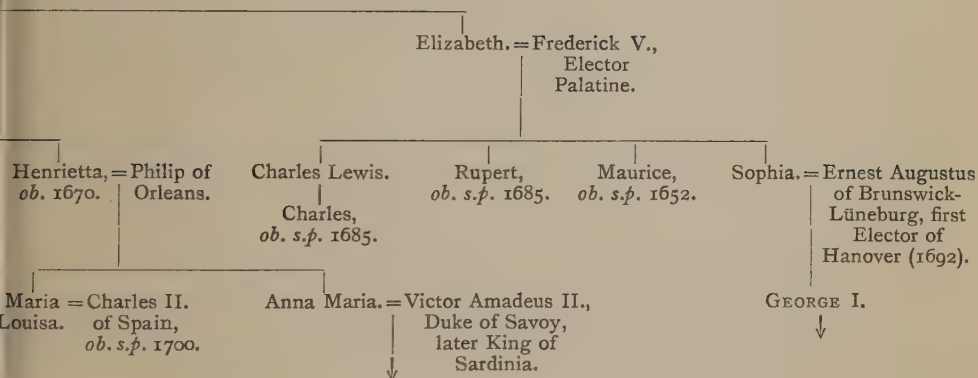 Elizabeth. = Frederick V.,
Elector
Palatine.
Henrietta, = Philip of
ob. 1670. Orleans.
Charles Lewis.
Charles,
ob. s.p. 1685.
Rupert,
ob. s.p. 1685.
Maurice,
ob. s.p. 1652.
Sophia. = Ernest Augustus
of Brunswick-
Lüneburg, first
Elector of
Hanover (1692).
Maria = Charles II.
Louisa. of Spain,
ob. s.p. 1700.
Anna Maria. = Victor Amadeus II.,
Duke of Savoy,
later King of
Sardinia.
GEORGE I.